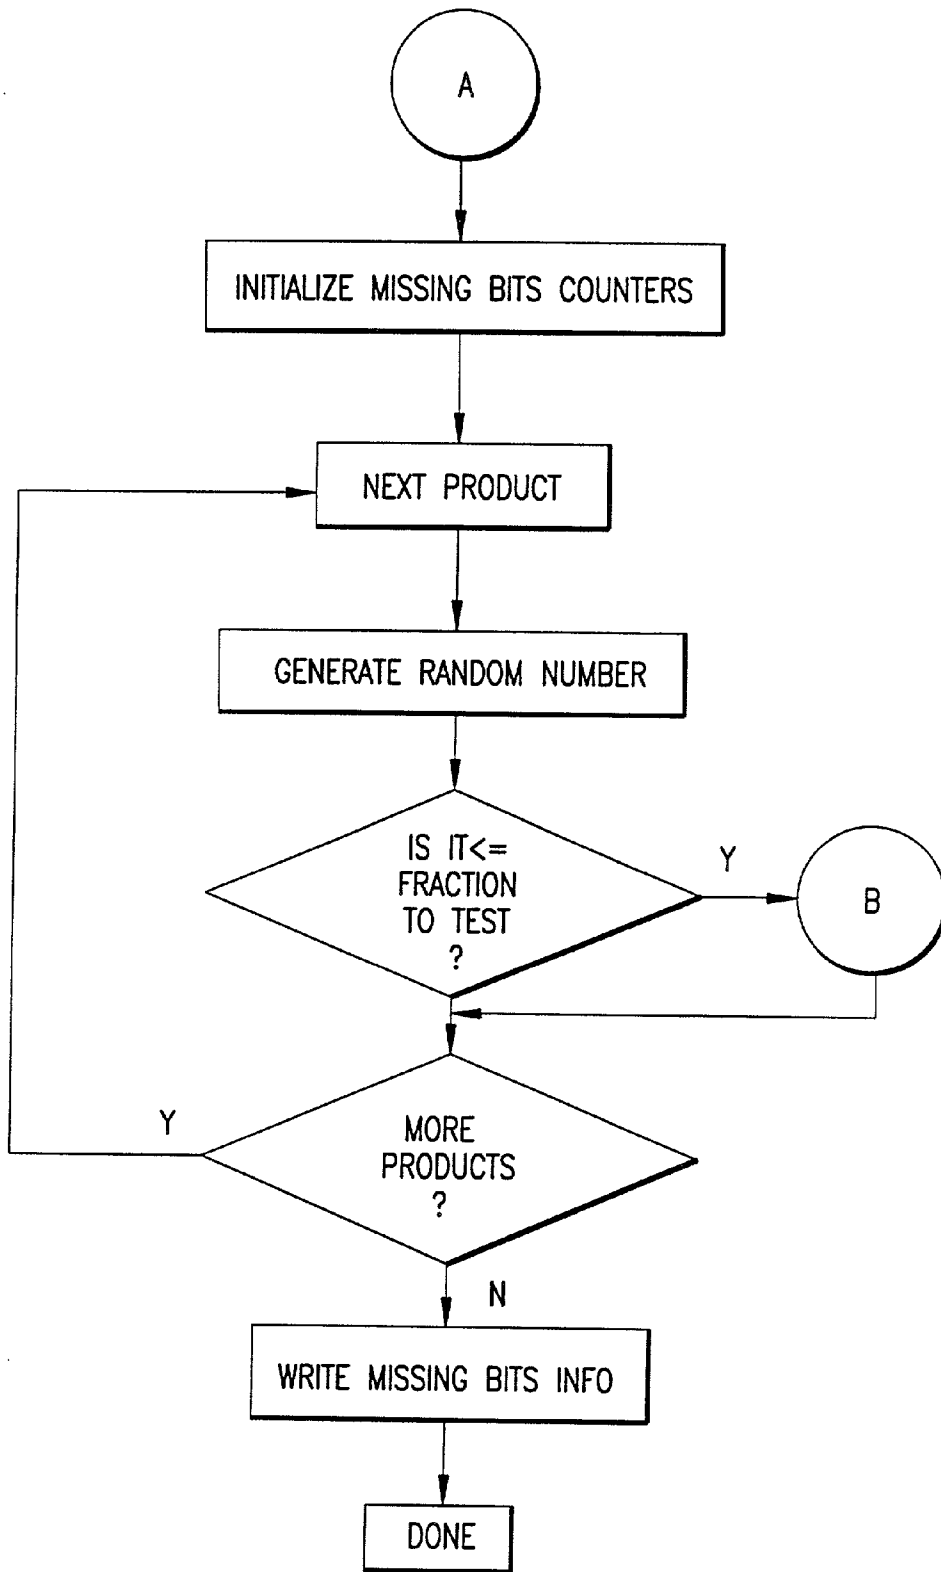 A
INITIALIZE MISSING BITS COUNTERS
NEXT PRODUCT
GENERATE RANDOM NUMBER
IS IT<=
FRACTION
TO TEST
?
Y
B
MORE
PRODUCTS
?
Y
N
WRITE MISSING BITS INFO
DONE